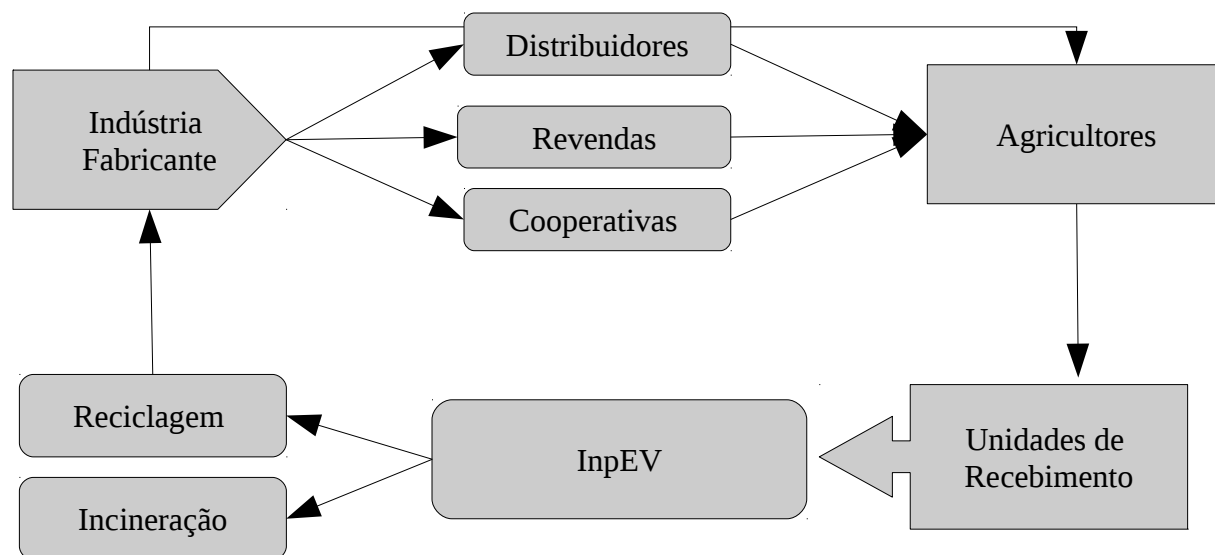 Distribuidores
Indústria
Fabricante
Revendas
Agricultores
Cooperativas
Reciclagem
InpEV
Unidades de
Recebimento
Incineração